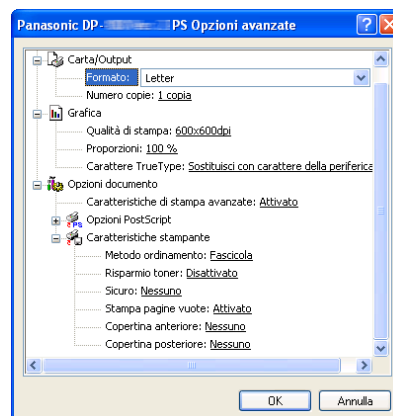 Panasonic DP- PS Opzioni avanzate
Carta/Output
Formato: Letter
Numero copie: 1 copia
Grafica
Qualità di stampa: 600x600dpi
Proporzioni: 100 %
Carattere TrueType: Sostituisci con carattere della periferica
Opzioni documento
Caratteristiche di stampa avanzate: Attivato
Opzioni PostScript
Caratteristiche stampante
Metodo ordinamento: Fascicola
Risparmio toner: Disattivato
Sicuro: Nessuno
Stampa pagine vuote: Attivato
Copertina anteriore: Nessuno
Copertina posteriore: Nessuno
OK Annulla